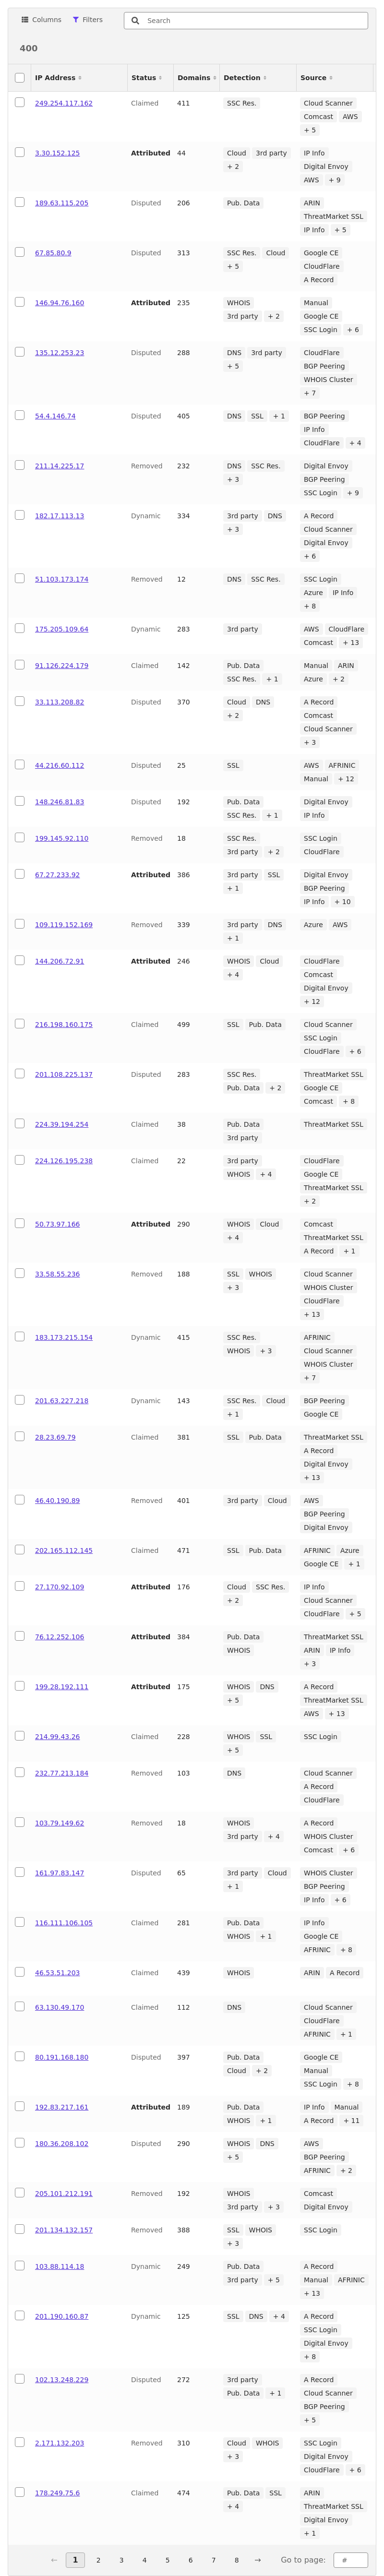 Columns Filters Search
400
IP Address Status Domains Detection Source
249.254.117.162 Claimed 411 SSC Res. Cloud Scanner
Comcast AWS
+ 5
3.30.152.125 Attributed 44 Cloud 3rd party IP Info
+ 2 Digital Envoy
AWS + 9
189.63.115.205 Disputed 206 Pub. Data ARIN
ThreatMarket SSL
IP Info + 5
67.85.80.9 Disputed 313 SSC Res. Cloud Google CE
+ 5 CloudFlare
A Record
146.94.76.160 Attributed 235 WHOIS Manual
3rd party + 2 Google CE
SSC Login + 6
135.12.253.23 Disputed 288 DNS 3rd party CloudFlare
+ 5 BGP Peering
WHOIS Cluster
+ 7
54.4.146.74 Disputed 405 DNS SSL + 1 BGP Peering
IP Info
CloudFlare + 4
211.14.225.17 Removed 232 DNS SSC Res. Digital Envoy
+ 3 BGP Peering
SSC Login + 9
182.17.113.13 Dynamic 334 3rd party DNS A Record
+ 3 Cloud Scanner
Digital Envoy
+ 6
51.103.173.174 Removed 12 DNS SSC Res. SSC Login
Azure IP Info
+ 8
175.205.109.64 Dynamic 283 3rd party AWS CloudFlare
Comcast + 13
91.126.224.179 Claimed 142 Pub. Data Manual ARIN
SSC Res. + 1 Azure + 2
33.113.208.82 Disputed 370 Cloud DNS A Record
+ 2 Comcast
Cloud Scanner
+ 3
44.216.60.112 Disputed 25 SSL AWS AFRINIC
Manual + 12
148.246.81.83 Disputed 192 Pub. Data Digital Envoy
SSC Res. + 1 IP Info
199.145.92.110 Removed 18 SSC Res. SSC Login
3rd party + 2 CloudFlare
67.27.233.92 Attributed 386 3rd party SSL Digital Envoy
+ 1 BGP Peering
IP Info + 10
109.119.152.169 Removed 339 3rd party DNS Azure AWS
+ 1
144.206.72.91 Attributed 246 WHOIS Cloud CloudFlare
+ 4 Comcast
Digital Envoy
+ 12
216.198.160.175 Claimed 499 SSL Pub. Data Cloud Scanner
SSC Login
CloudFlare + 6
201.108.225.137 Disputed 283 SSC Res. ThreatMarket SSL
Pub. Data + 2 Google CE
Comcast + 8
224.39.194.254 Claimed 38 Pub. Data ThreatMarket SSL
3rd party
224.126.195.238 Claimed 22 3rd party CloudFlare
WHOIS + 4 Google CE
ThreatMarket SSL
+ 2
50.73.97.166 Attributed 290 WHOIS Cloud Comcast
+ 4 ThreatMarket SSL
A Record + 1
33.58.55.236 Removed 188 SSL WHOIS Cloud Scanner
+ 3 WHOIS Cluster
CloudFlare
+ 13
183.173.215.154 Dynamic 415 SSC Res. AFRINIC
WHOIS + 3 Cloud Scanner
WHOIS Cluster
+ 7
201.63.227.218 Dynamic 143 SSC Res. Cloud BGP Peering
+ 1 Google CE
28.23.69.79 Claimed 381 SSL Pub. Data ThreatMarket SSL
A Record
Digital Envoy
+ 13
46.40.190.89 Removed 401 3rd party Cloud AWS
BGP Peering
Digital Envoy
202.165.112.145 Claimed 471 SSL Pub. Data AFRINIC Azure
Google CE + 1
27.170.92.109 Attributed 176 Cloud SSC Res. IP Info
+ 2 Cloud Scanner
CloudFlare + 5
76.12.252.106 Attributed 384 Pub. Data ThreatMarket SSL
WHOIS ARIN IP Info
+ 3
199.28.192.111 Attributed 175 WHOIS DNS A Record
+ 5 ThreatMarket SSL
AWS + 13
214.99.43.26 Claimed 228 WHOIS SSL SSC Login
+ 5
232.77.213.184 Removed 103 DNS Cloud Scanner
A Record
CloudFlare
103.79.149.62 Removed 18 WHOIS A Record
3rd party + 4 WHOIS Cluster
Comcast + 6
161.97.83.147 Disputed 65 3rd party Cloud WHOIS Cluster
+ 1 BGP Peering
IP Info + 6
116.111.106.105 Claimed 281 Pub. Data IP Info
WHOIS + 1 Google CE
AFRINIC + 8
46.53.51.203 Claimed 439 WHOIS ARIN A Record
63.130.49.170 Claimed 112 DNS Cloud Scanner
CloudFlare
AFRINIC + 1
80.191.168.180 Disputed 397 Pub. Data Google CE
Cloud + 2 Manual
SSC Login + 8
192.83.217.161 Attributed 189 Pub. Data IP Info Manual
WHOIS + 1 A Record + 11
180.36.208.102 Disputed 290 WHOIS DNS AWS
+ 5 BGP Peering
AFRINIC + 2
205.101.212.191 Removed 192 WHOIS Comcast
3rd party + 3 Digital Envoy
201.134.132.157 Removed 388 SSL WHOIS SSC Login
+ 3
103.88.114.18 Dynamic 249 Pub. Data A Record
3rd party + 5 Manual AFRINIC
+ 13
201.190.160.87 Dynamic 125 SSL DNS + 4 A Record
SSC Login
Digital Envoy
+ 8
102.13.248.229 Disputed 272 3rd party A Record
Pub. Data + 1 Cloud Scanner
BGP Peering
+ 5
2.171.132.203 Removed 310 Cloud WHOIS SSC Login
+ 3 Digital Envoy
CloudFlare + 6
178.249.75.6 Claimed 474 Pub. Data SSL ARIN
+ 4 ThreatMarket SSL
Digital Envoy
+ 1
← 1 2 3 4 5 6 7 8 → Go to page: #